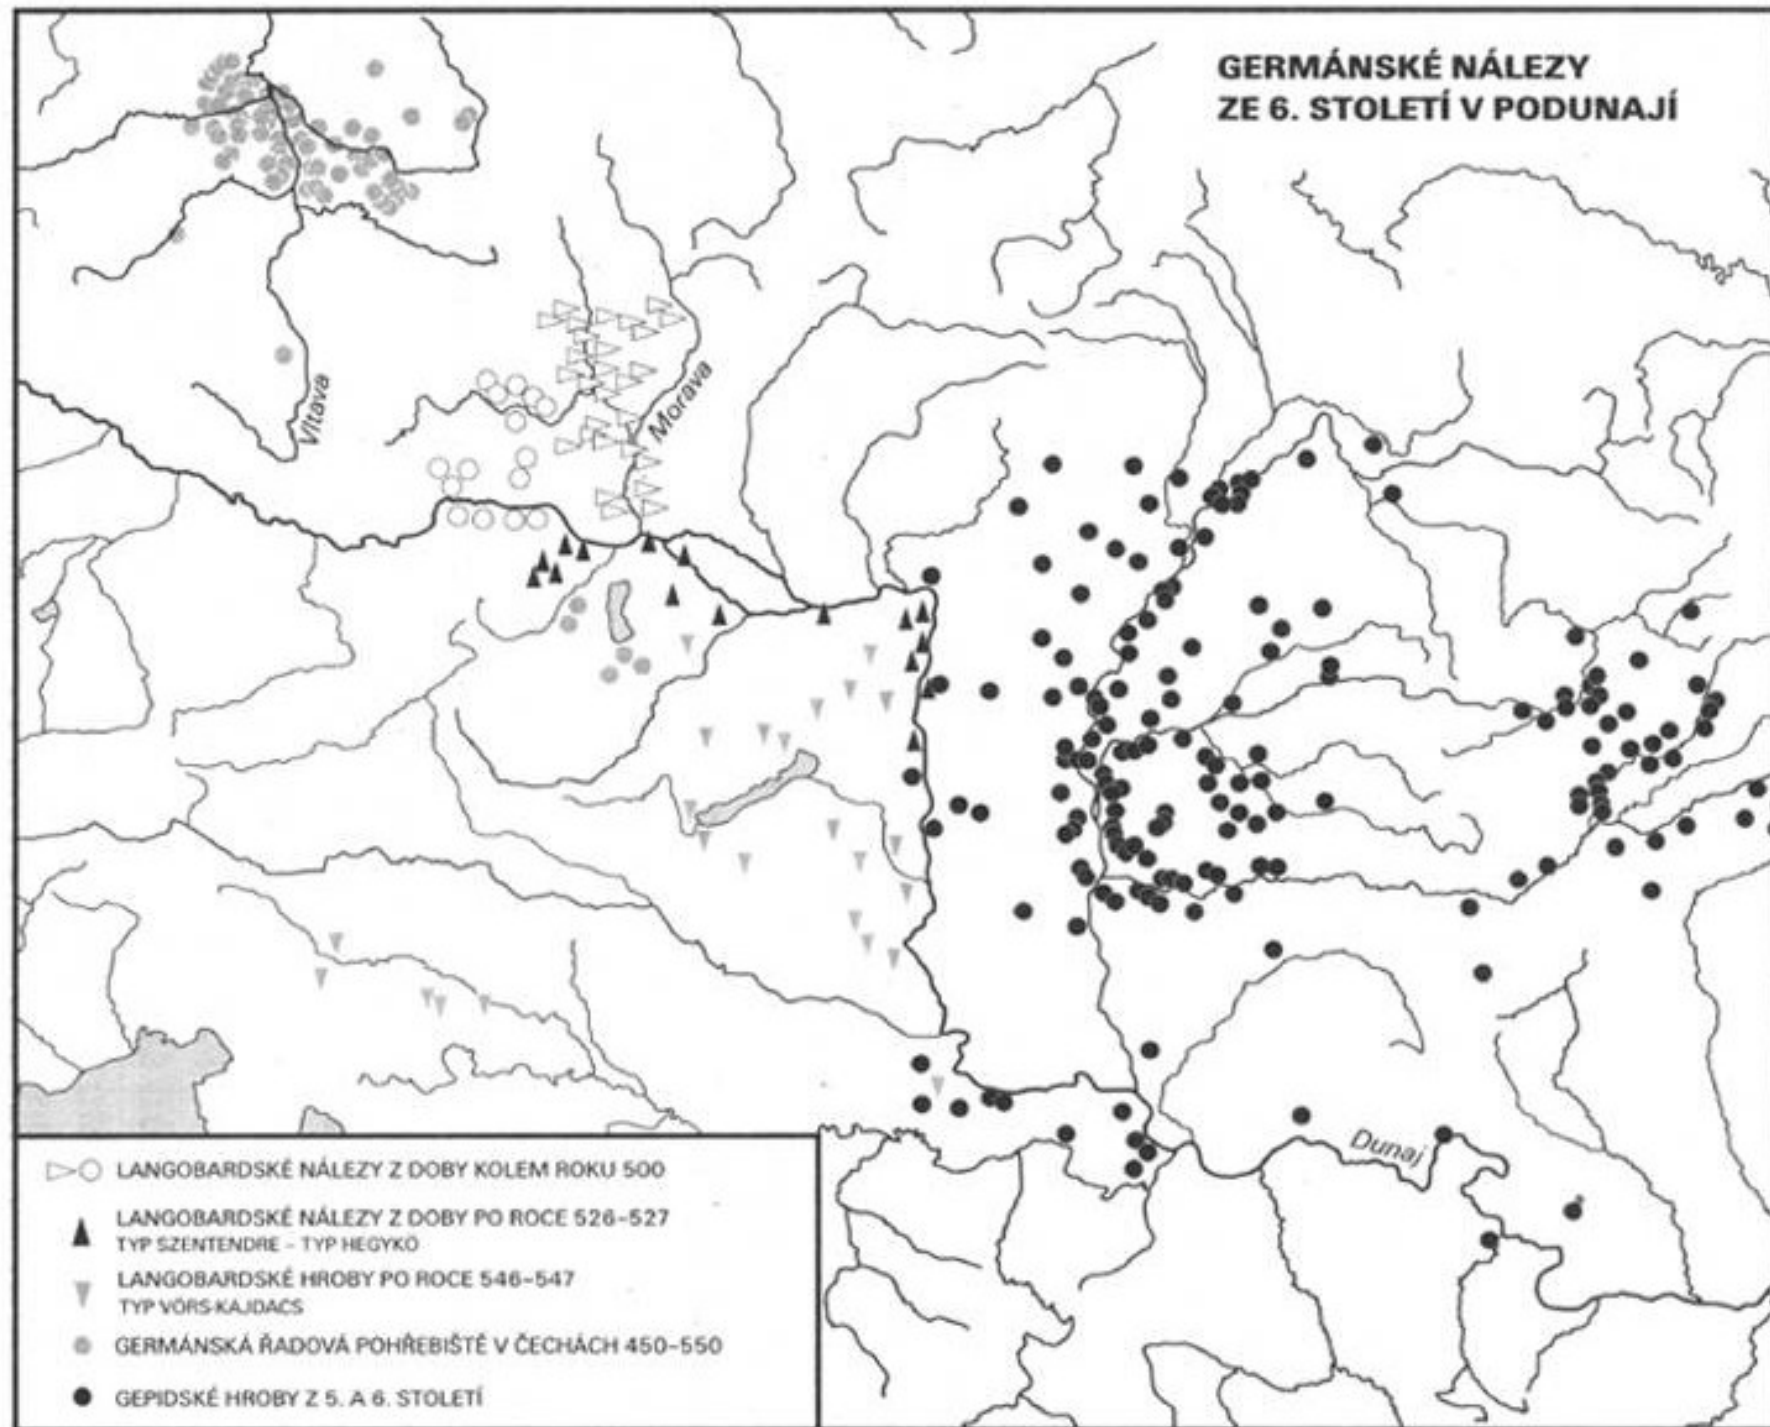 GERMÁNSKÉ NÁLEZY
ZE 6. STOLETÍ V PODUNAJÍ
Vltava
Morava
Dunaj
LANGOBARDSKÉ NÁLEZY Z DOBY KOLEM ROKU 500
LANGOBARDSKÉ NÁLEZY Z DOBY PO ROCE 526–527
TYP SZENTENDRE – TYP HEGYKO
LANGOBARDSKÉ HROBY PO ROCE 546–547
TYP VÖRS-KAJDACS
GERMÁNSKÁ ŘADOVÁ POHŘEBIŠTĚ V ČECHÁCH 450–550
GEPIDSKÉ HROBY Z 5. A 6. STOLETÍ